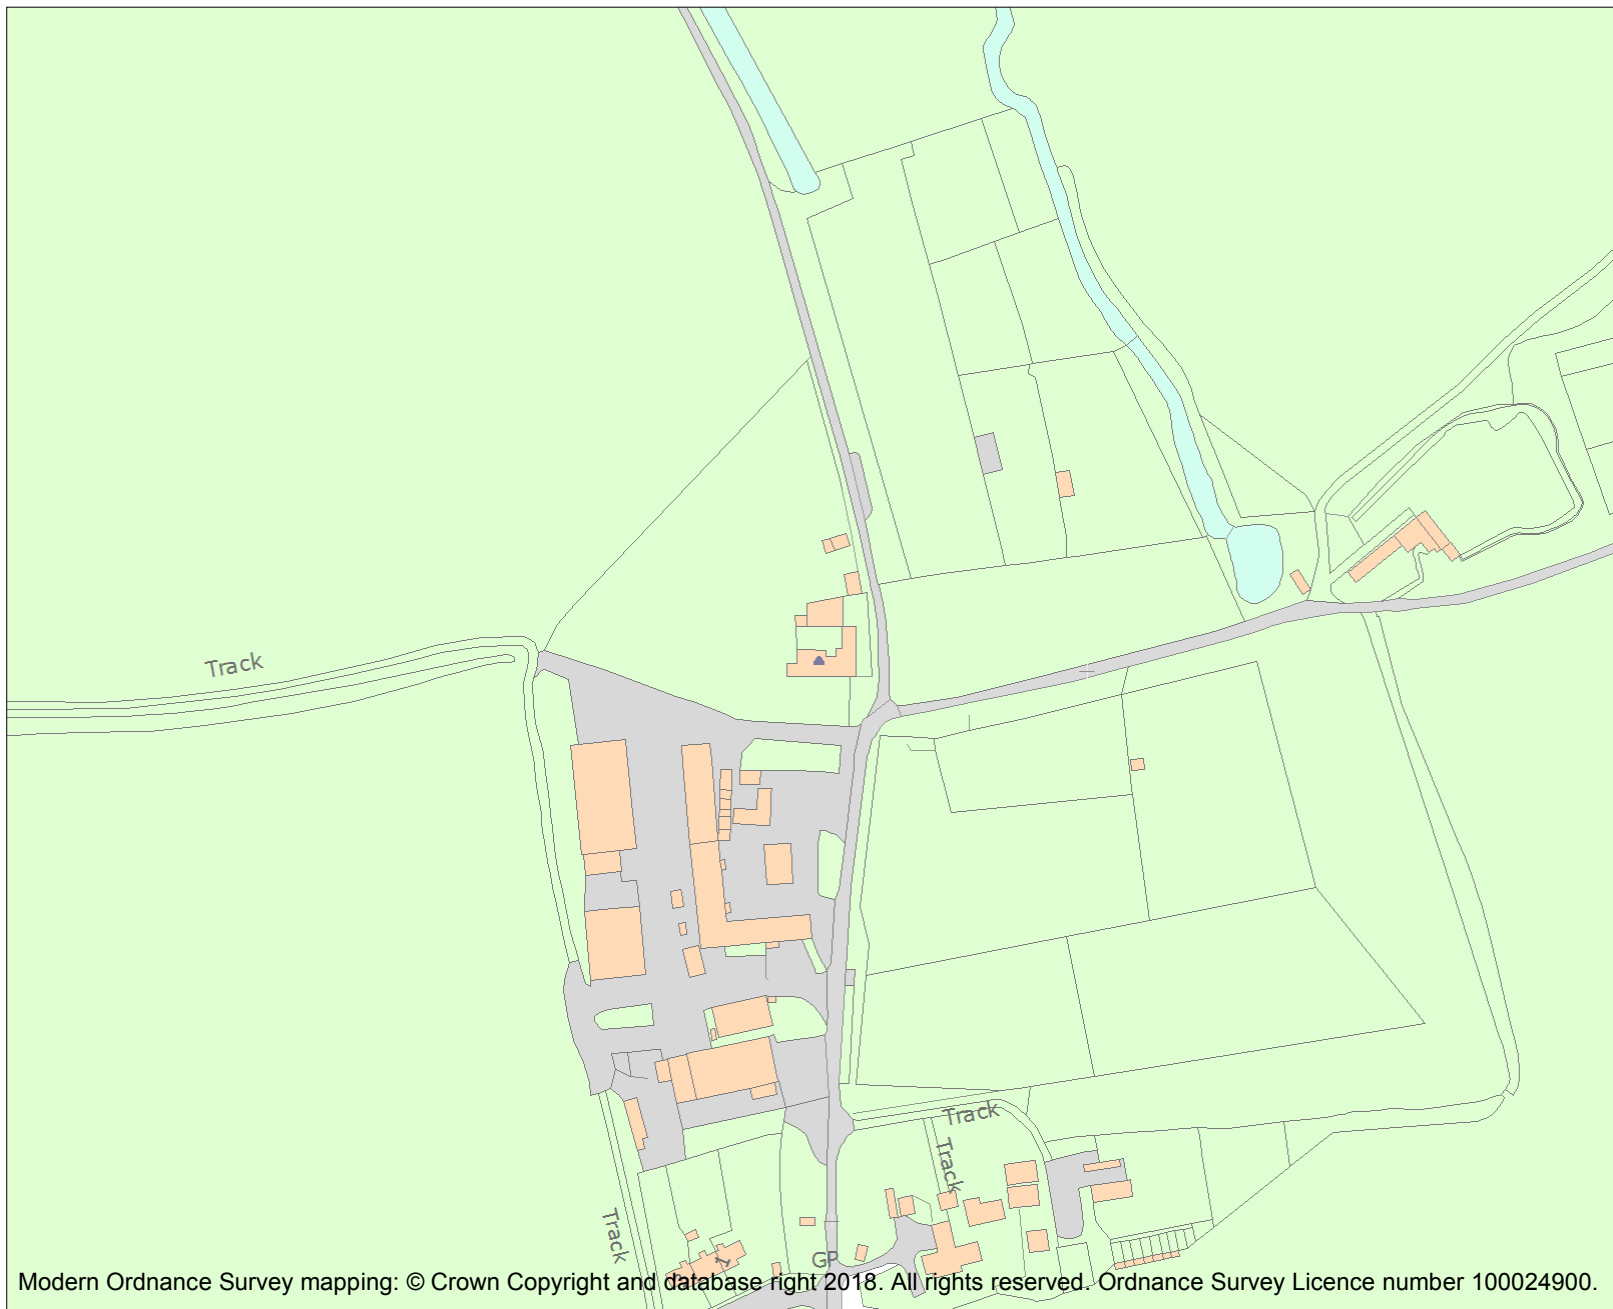 Track
Track
Track
Track
GP
Modern Ordnance Survey mapping: © Crown Copyright and database right 2018. All rights reserved. Ordnance Survey Licence number 100024900.